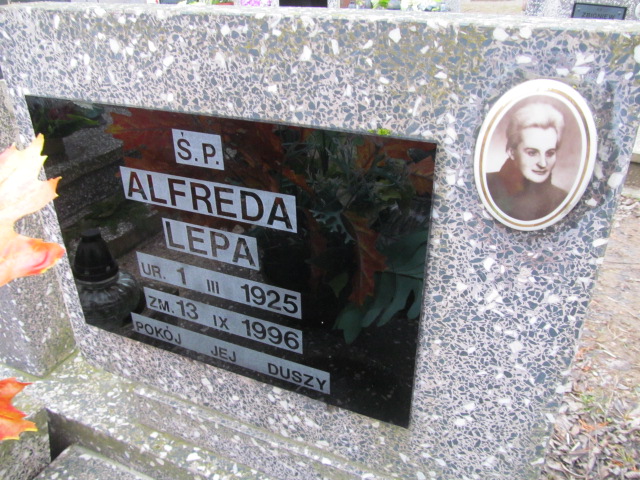 Ś.P.
ALFREDA
LEPA
UR. 1 III 1925
ZM. 13 IX 1996
POKÓJ JEJ DUSZY